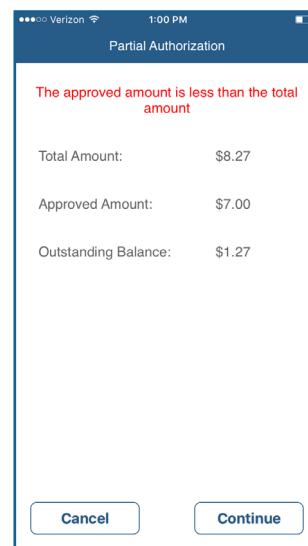 Verizon 1:00 PM
Partial Authorization
The approved amount is less than the total
amount
Total Amount: $8.27
Approved Amount: $7.00
Outstanding Balance: $1.27
Cancel Continue